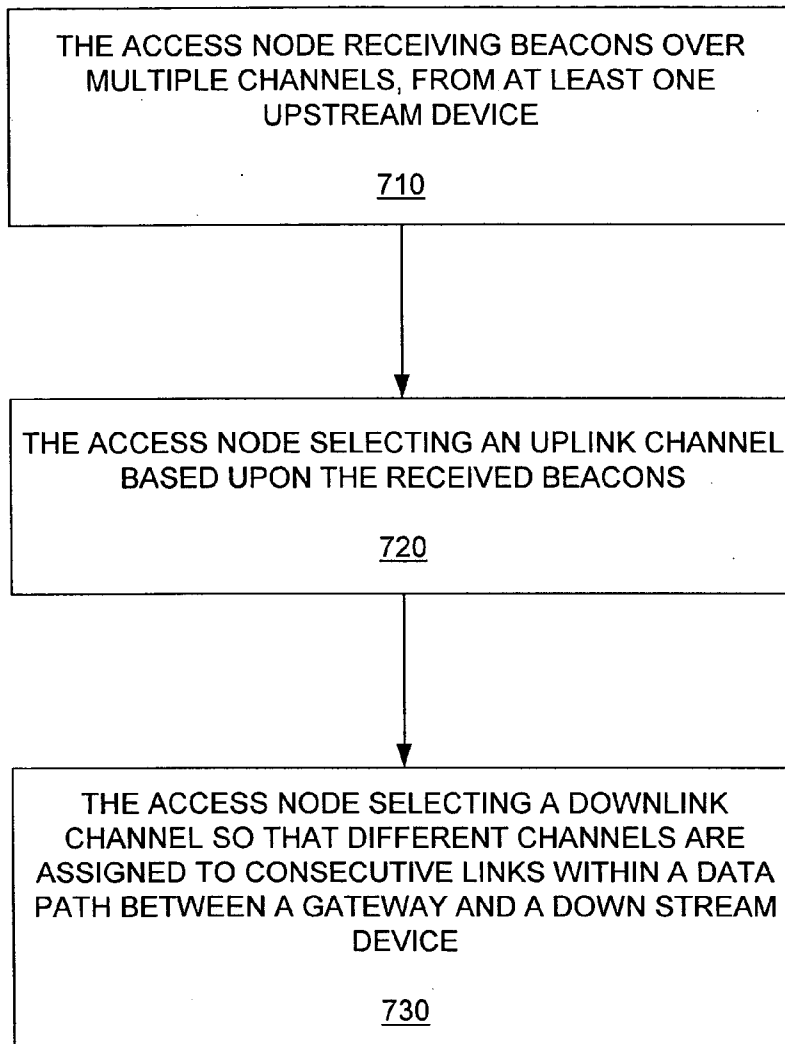 THE ACCESS NODE RECEIVING BEACONS OVER
MULTIPLE CHANNELS, FROM AT LEAST ONE
UPSTREAM DEVICE
710
THE ACCESS NODE SELECTING AN UPLINK CHANNEL
BASED UPON THE RECEIVED BEACONS
720
THE ACCESS NODE SELECTING A DOWNLINK
CHANNEL SO THAT DIFFERENT CHANNELS ARE
ASSIGNED TO CONSECUTIVE LINKS WITHIN A DATA
PATH BETWEEN A GATEWAY AND A DOWN STREAM
DEVICE
730